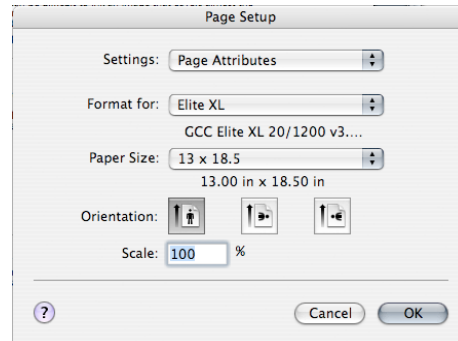 Page Setup
Settings: Page Attributes
Format for: Elite XL
GCC Elite XL 20/1200 v3....
Paper Size: 13 x 18.5
13.00 in x 18.50 in
Orientation:
Scale: 100 %
? Cancel OK